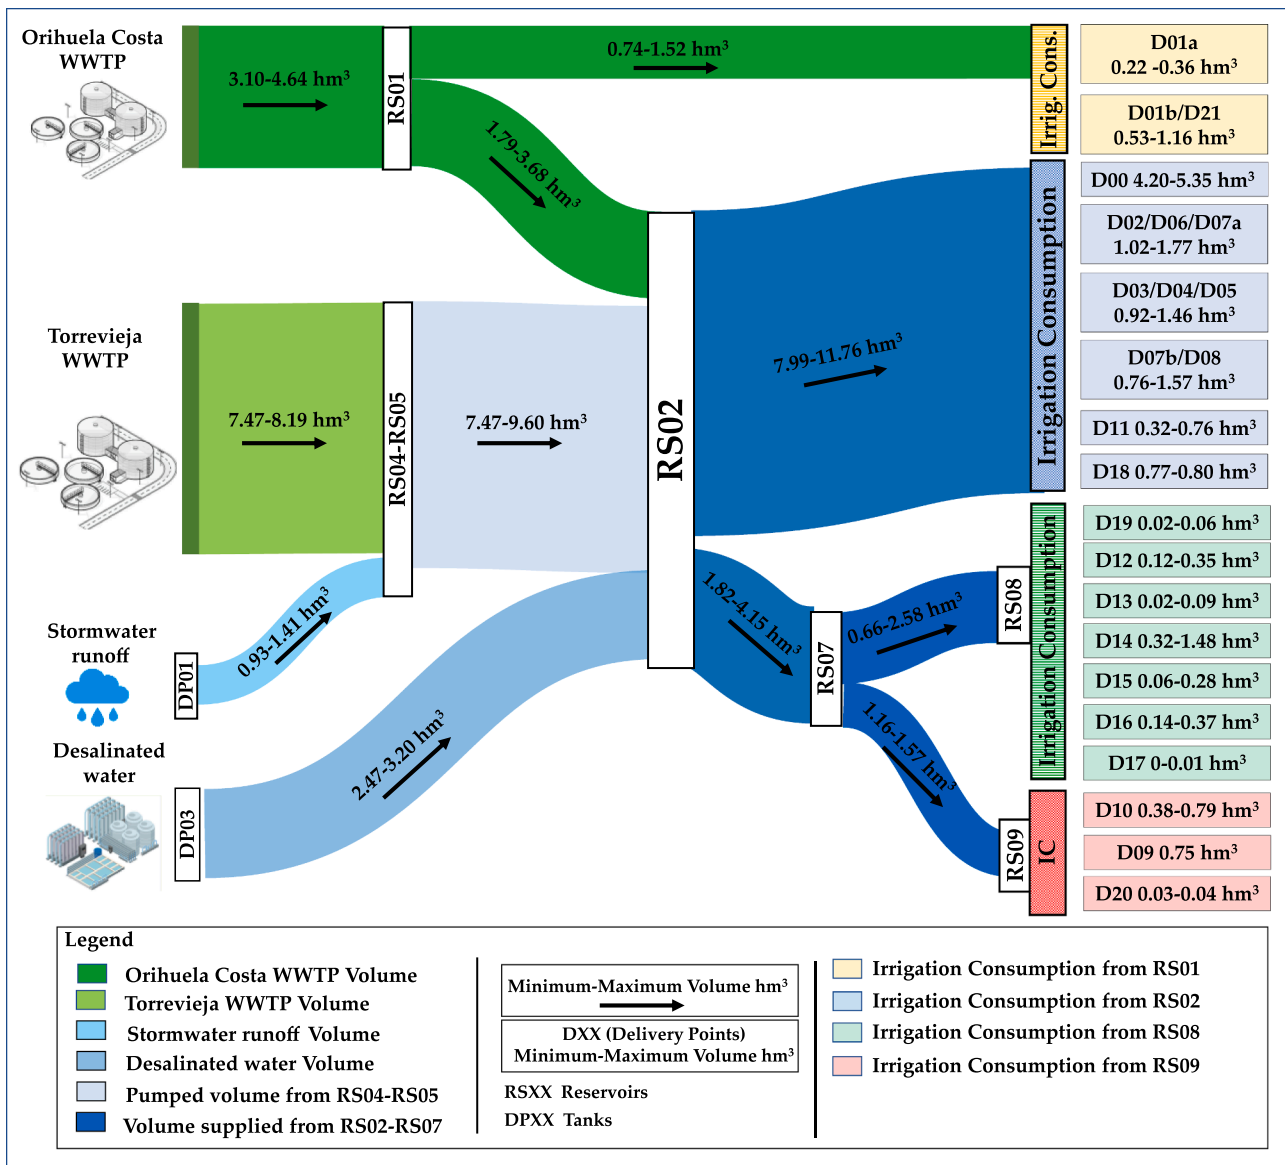 Orihuela Costa
WWTP
3.10-4.64 hm³
RS01
0.74-1.52 hm³
1.79-3.68 hm³
Irrig. Cons.
D01a
0.22 -0.36 hm³
D01b/D21
0.53-1.16 hm³
Torrevieja
WWTP
7.47-8.19 hm³
RS04-RS05
7.47-9.60 hm³
RS02
7.99-11.76 hm³
Irrigation Consumption
D00 4.20-5.35 hm³
D02/D06/D07a
1.02-1.77 hm³
D03/D04/D05
0.92-1.46 hm³
D07b/D08
0.76-1.57 hm³
D11 0.32-0.76 hm³
D18 0.77-0.80 hm³
Stormwater
runoff
DP01
0.93-1.41 hm³
Desalinated
water
DP03
2.47-3.20 hm³
1.82-4.15 hm³
RS07
0.66-2.58 hm³
RS08
1.16-1.57 hm³
RS09
Irrigation Consumption
D19 0.02-0.06 hm³
D12 0.12-0.35 hm³
D13 0.02-0.09 hm³
D14 0.32-1.48 hm³
D15 0.06-0.28 hm³
D16 0.14-0.37 hm³
D17 0-0.01 hm³
IC
D10 0.38-0.79 hm³
D09 0.75 hm³
D20 0.03-0.04 hm³
Legend
Orihuela Costa WWTP Volume
Torrevieja WWTP Volume
Stormwater runoff Volume
Desalinated water Volume
Pumped volume from RS04-RS05
Volume supplied from RS02-RS07
Minimum-Maximum Volume hm³
DXX (Delivery Points)
Minimum-Maximum Volume hm³
RSXX Reservoirs
DPXX Tanks
Irrigation Consumption from RS01
Irrigation Consumption from RS02
Irrigation Consumption from RS08
Irrigation Consumption from RS09